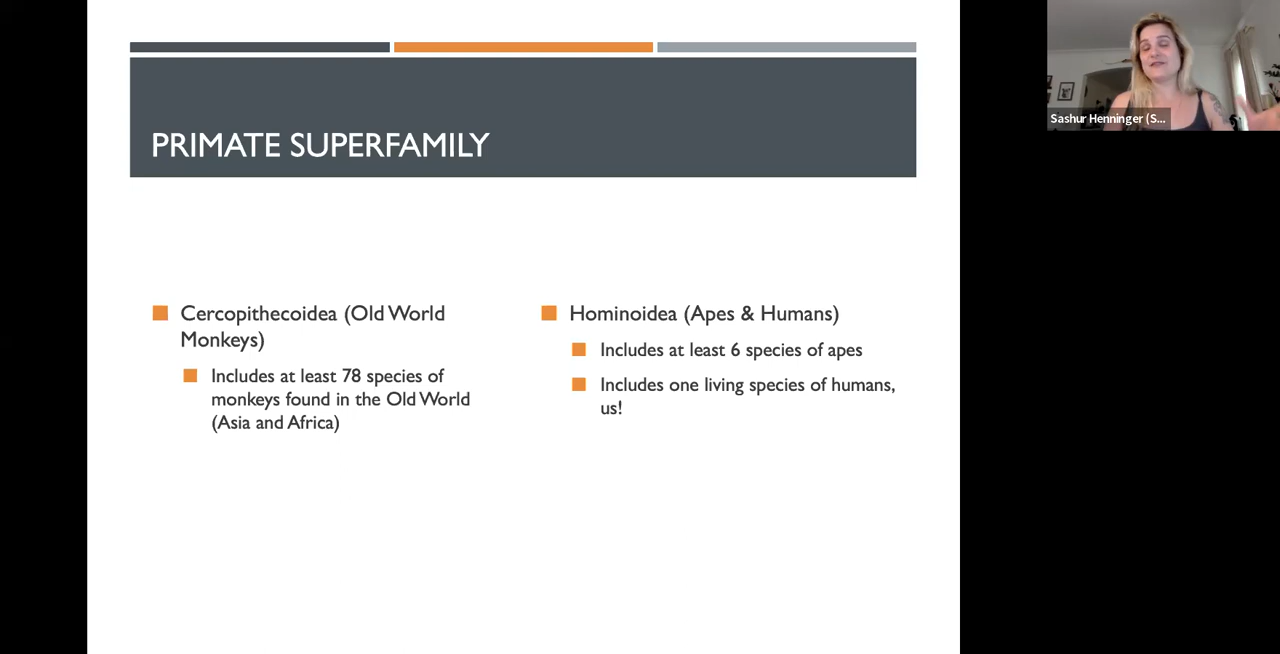 PRIMATE SUPERFAMILY
Cercopithecoidea (Old World
Monkeys)
Includes at least 78 species of
monkeys found in the Old World
(Asia and Africa)
Hominoidea (Apes & Humans)
Includes at least 6 species of apes
Includes one living species of humans,
us!
Sashur Henninger (S...